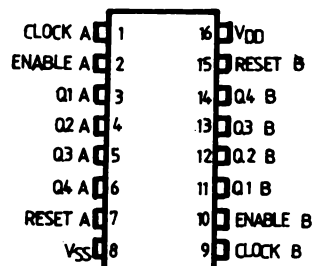 CLOCK A 1 16 VDD
ENABLE A 2 15 RESET B
Q1 A 3 14 Q4 B
Q2 A 4 13 Q3 B
Q3 A 5 12 Q2 B
Q4 A 6 11 Q1 B
RESET A 7 10 ENABLE B
VSS 8 9 CLOCK B